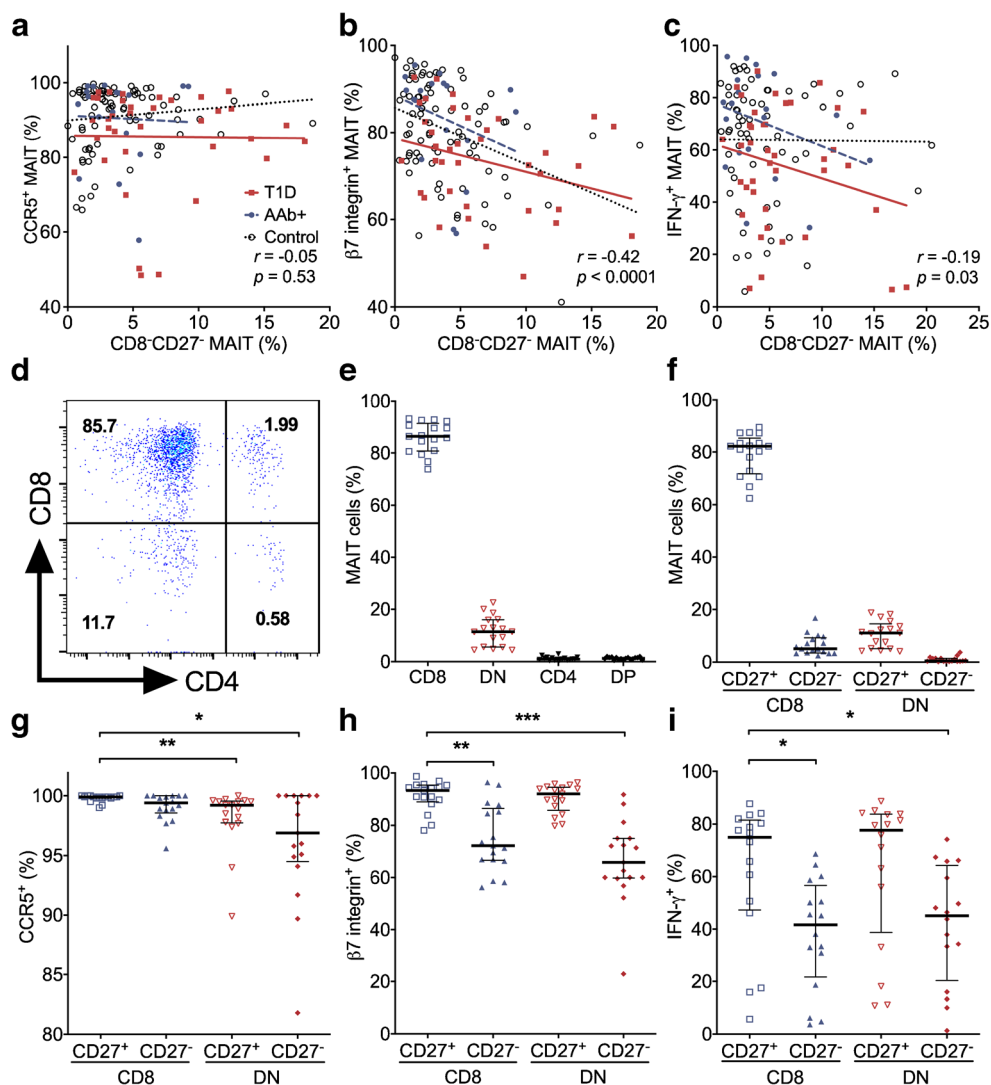 a
CCR5⁺ MAIT (%)
100
80
60
40
0
5
10
15
20
CD8⁻CD27⁻ MAIT (%)
T1D
AAb+
Control
r = -0.05
p = 0.53
b
β7 integrin⁺ MAIT (%)
100
80
60
40
0
5
10
15
20
CD8⁻CD27⁻ MAIT (%)
r = -0.42
p < 0.0001
c
IFN-γ⁺ MAIT (%)
100
80
60
40
20
0
0
5
10
15
20
25
CD8⁻CD27⁻ MAIT (%)
r = -0.19
p = 0.03
d
CD8
85.7
1.99
11.7
0.58
CD4
e
MAIT cells (%)
100
80
60
40
20
0
CD8
DN
CD4
DP
f
MAIT cells (%)
100
80
60
40
20
0
CD27⁺
CD27⁻
CD27⁺
CD27⁻
CD8
DN
g
*
**
CCR5⁺ (%)
100
95
90
85
80
CD27⁺
CD27⁻
CD27⁺
CD27⁻
CD8
DN
h
***
**
β7 integrin⁺ (%)
100
80
60
40
20
0
CD27⁺
CD27⁻
CD27⁺
CD27⁻
CD8
DN
i
*
*
IFN-γ⁺ (%)
100
80
60
40
20
0
CD27⁺
CD27⁻
CD27⁺
CD27⁻
CD8
DN